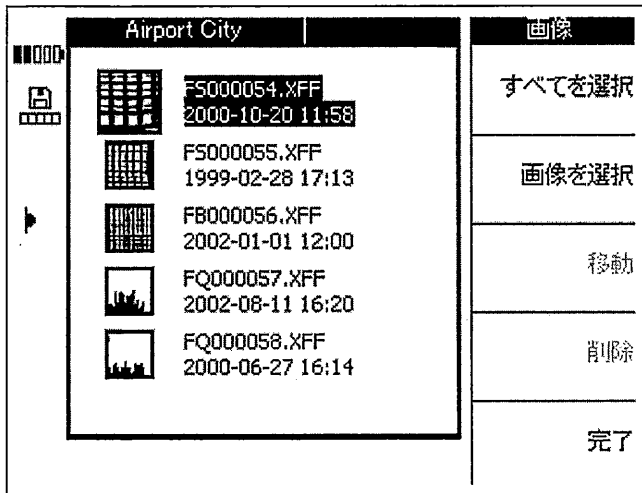 Airport City
FS000054.XFF
2000-10-20 11:58
FS000055.XFF
1999-02-28 17:13
FB000056.XFF
2002-01-01 12:00
FQ000057.XFF
2002-08-11 16:20
FQ000058.XFF
2000-06-27 16:14
画像
すべてを選択
画像を選択
移動
削除
完了